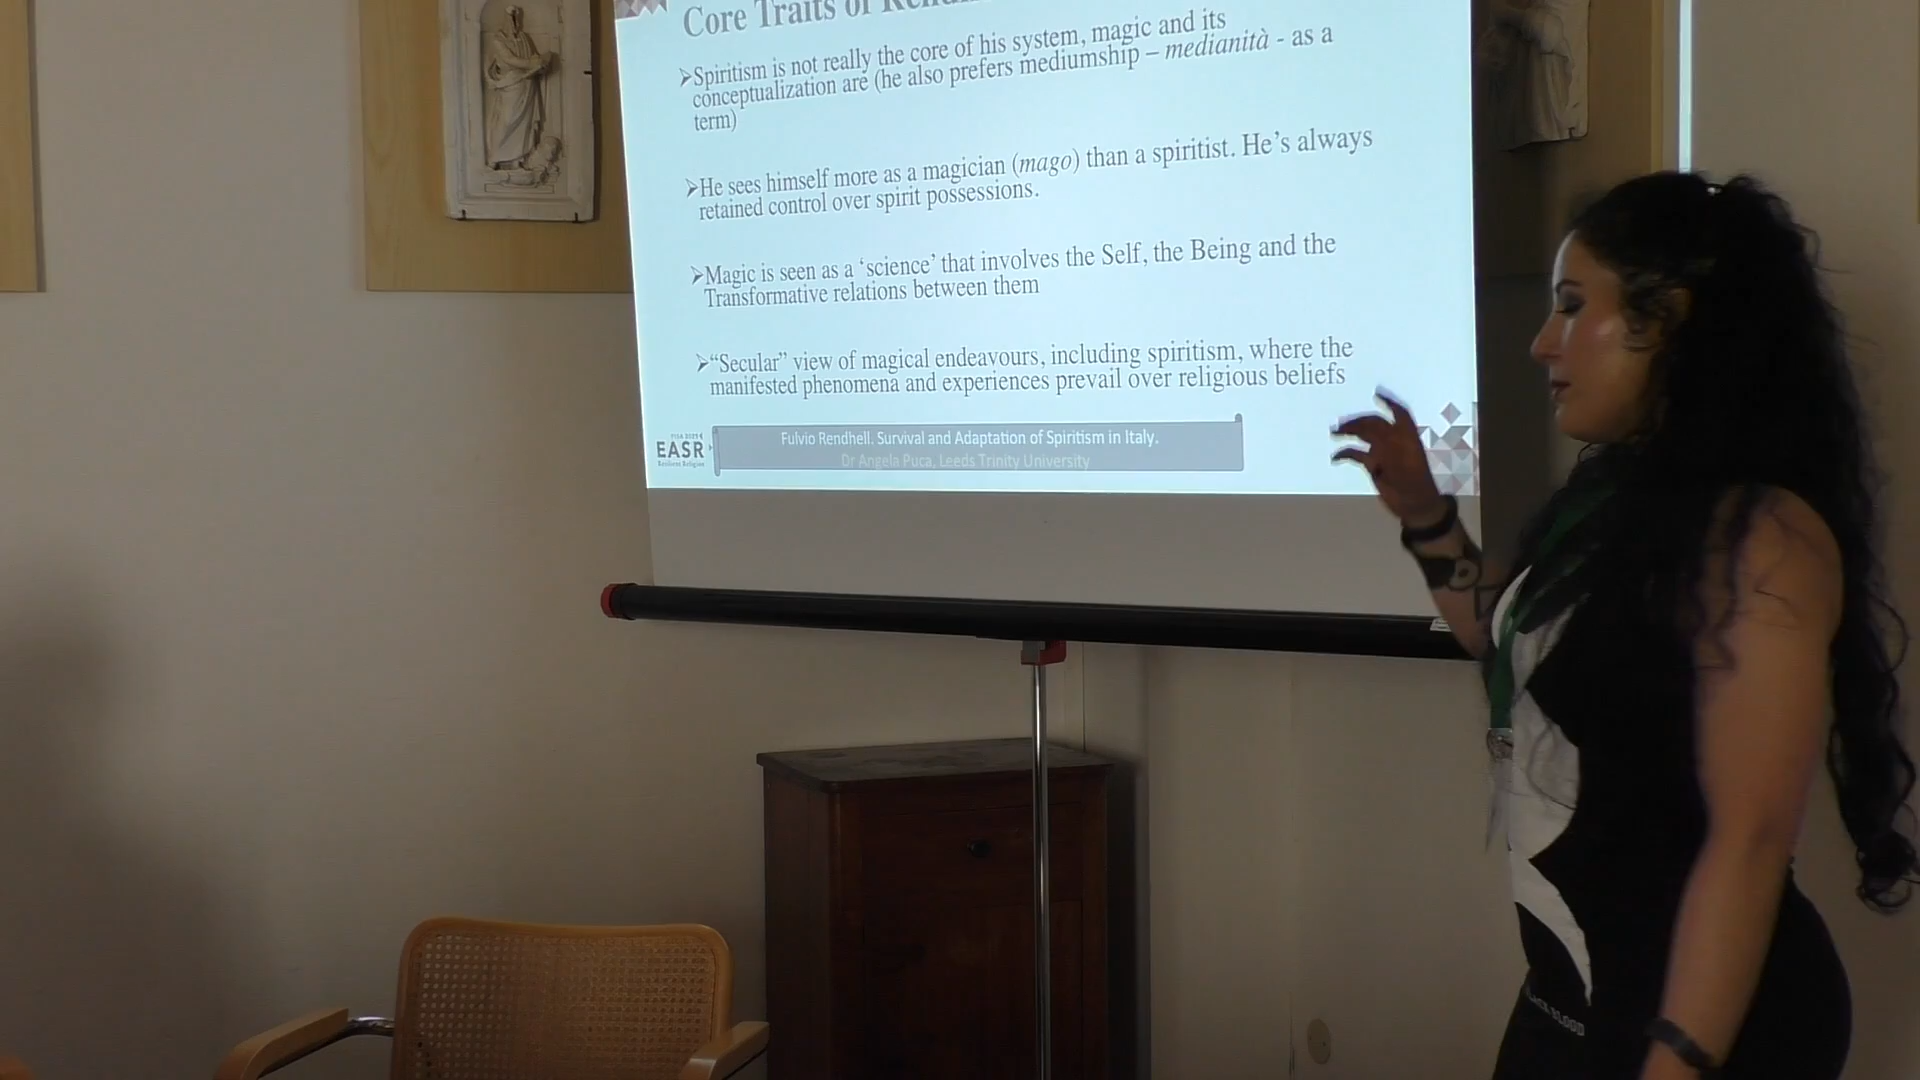 Core Traits of
➢Spiritism is not really the core of his system, magic and its
conceptualization are (he also prefers mediumship – medianità - as a
term)
➢He sees himself more as a magician (mago) than a spiritist. He’s always
retained control over spirit possessions.
➢Magic is seen as a ‘science’ that involves the Self, the Being and the
Transformative relations between them
➢“Secular” view of magical endeavours, including spiritism, where the
manifested phenomena and experiences prevail over religious beliefs
EASR
Resilient Religion
Fulvio Rendhell. Survival and Adaptation of Spiritism in Italy.
Dr Angela Puca, Leeds Trinity University